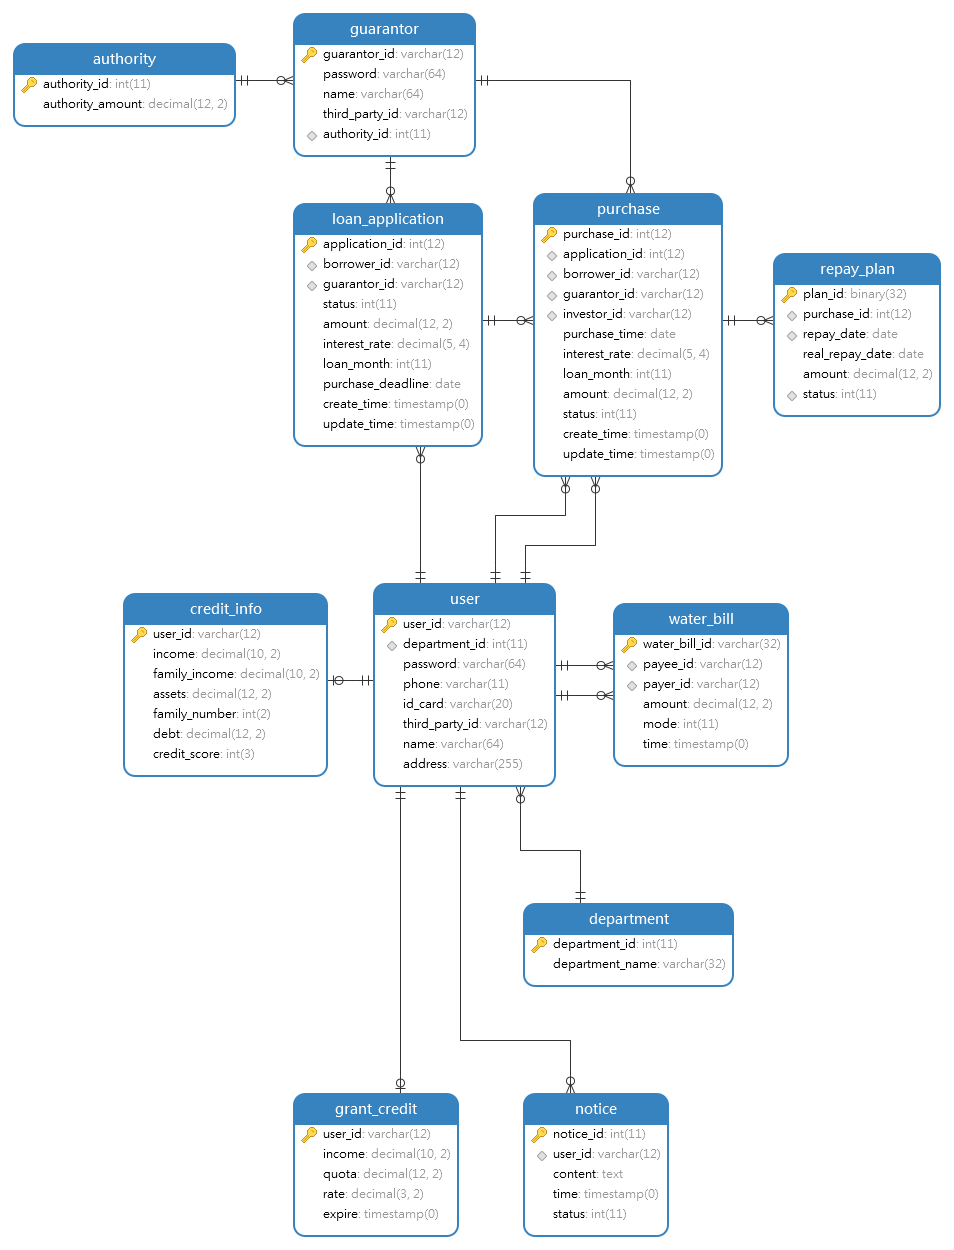 guarantor
guarantor_id: varchar(12)
password: varchar(64)
name: varchar(64)
third_party_id: varchar(12)
authority_id: int(11)
authority
authority_id: int(11)
authority_amount: decimal(12, 2)
loan_application
application_id: int(12)
borrower_id: varchar(12)
guarantor_id: varchar(12)
status: int(11)
amount: decimal(12, 2)
interest_rate: decimal(5, 4)
loan_month: int(11)
purchase_deadline: date
create_time: timestamp(0)
update_time: timestamp(0)
purchase
purchase_id: int(12)
application_id: int(12)
borrower_id: varchar(12)
guarantor_id: varchar(12)
investor_id: varchar(12)
purchase_time: date
interest_rate: decimal(5, 4)
loan_month: int(11)
amount: decimal(12, 2)
status: int(11)
create_time: timestamp(0)
update_time: timestamp(0)
repay_plan
plan_id: binary(32)
purchase_id: int(12)
repay_date: date
real_repay_date: date
amount: decimal(12, 2)
status: int(11)
credit_info
user_id: varchar(12)
income: decimal(10, 2)
family_income: decimal(10, 2)
assets: decimal(12, 2)
family_number: int(2)
debt: decimal(12, 2)
credit_score: int(3)
user
user_id: varchar(12)
department_id: int(11)
password: varchar(64)
phone: varchar(11)
id_card: varchar(20)
third_party_id: varchar(12)
name: varchar(64)
address: varchar(255)
water_bill
water_bill_id: varchar(32)
payee_id: varchar(12)
payer_id: varchar(12)
amount: decimal(12, 2)
mode: int(11)
time: timestamp(0)
department
department_id: int(11)
department_name: varchar(32)
grant_credit
user_id: varchar(12)
income: decimal(10, 2)
quota: decimal(12, 2)
rate: decimal(3, 2)
expire: timestamp(0)
notice
notice_id: int(11)
user_id: varchar(12)
content: text
time: timestamp(0)
status: int(11)